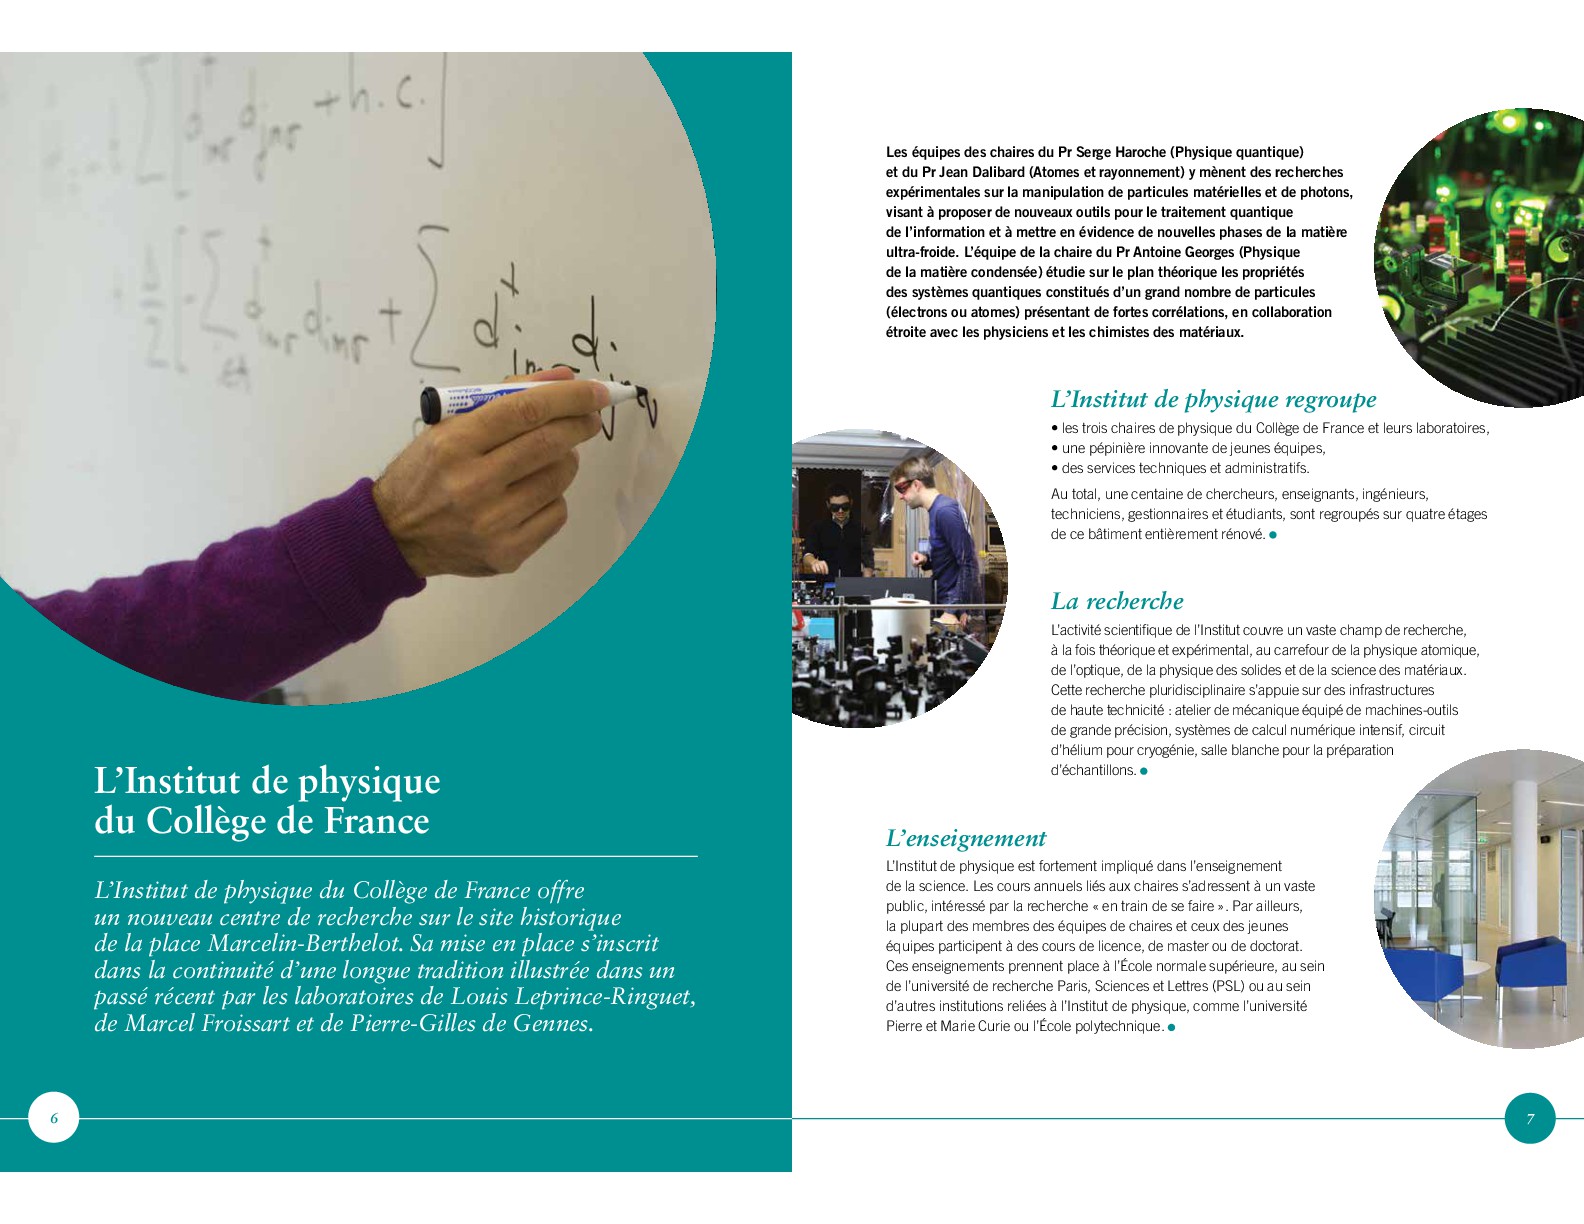 L’Institut de physique
du Collège de France
L’Institut de physique du Collège de France offre
un nouveau centre de recherche sur le site historique
de la place Marcelin-Berthelot. Sa mise en place s’inscrit
dans la continuité d’une longue tradition illustrée dans un
passé récent par les laboratoires de Louis Leprince-Ringuet,
de Marcel Froissart et de Pierre-Gilles de Gennes.
6
Les équipes des chaires du Pr Serge Haroche (Physique quantique)
et du Pr Jean Dalibard (Atomes et rayonnement) y mènent des recherches
expérimentales sur la manipulation de particules matérielles et de photons,
visant à proposer de nouveaux outils pour le traitement quantique
de l’information et à mettre en évidence de nouvelles phases de la matière
ultra-froide. L’équipe de la chaire du Pr Antoine Georges (Physique
de la matière condensée) étudie sur le plan théorique les propriétés
des systèmes quantiques constitués d’un grand nombre de particules
(électrons ou atomes) présentant de fortes corrélations, en collaboration
étroite avec les physiciens et les chimistes des matériaux.
L’Institut de physique regroupe
• les trois chaires de physique du Collège de France et leurs laboratoires,
• une pépinière innovante de jeunes équipes,
• des services techniques et administratifs.
Au total, une centaine de chercheurs, enseignants, ingénieurs,
techniciens, gestionnaires et étudiants, sont regroupés sur quatre étages
de ce bâtiment entièrement rénové. ●
La recherche
L’activité scientifique de l’Institut couvre un vaste champ de recherche,
à la fois théorique et expérimental, au carrefour de la physique atomique,
de l’optique, de la physique des solides et de la science des matériaux.
Cette recherche pluridisciplinaire s’appuie sur des infrastructures
de haute technicité : atelier de mécanique équipé de machines-outils
de grande précision, systèmes de calcul numérique intensif, circuit
d’hélium pour cryogénie, salle blanche pour la préparation
d’échantillons. ●
L’enseignement
L’Institut de physique est fortement impliqué dans l’enseignement
de la science. Les cours annuels liés aux chaires s’adressent à un vaste
public, intéressé par la recherche « en train de se faire ». Par ailleurs,
la plupart des membres des équipes de chaires et ceux des jeunes
équipes participent à des cours de licence, de master ou de doctorat.
Ces enseignements prennent place à l’École normale supérieure, au sein
de l’université de recherche Paris, Sciences et Lettres (PSL) ou au sein
d’autres institutions reliées à l’Institut de physique, comme l’université
Pierre et Marie Curie ou l’École polytechnique. ●
7